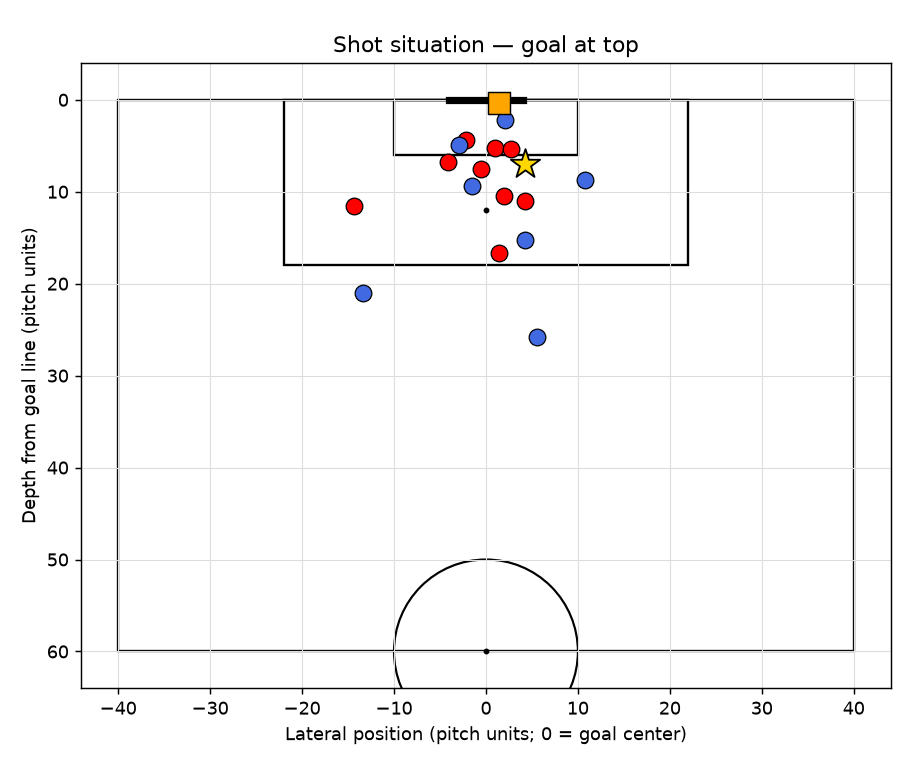 Shot situation — goal at top
Depth from goal line (pitch units)
0
10
20
30
40
50
60
−40 −30 −20 −10 0 10 20 30 40
Lateral position (pitch units; 0 = goal center)